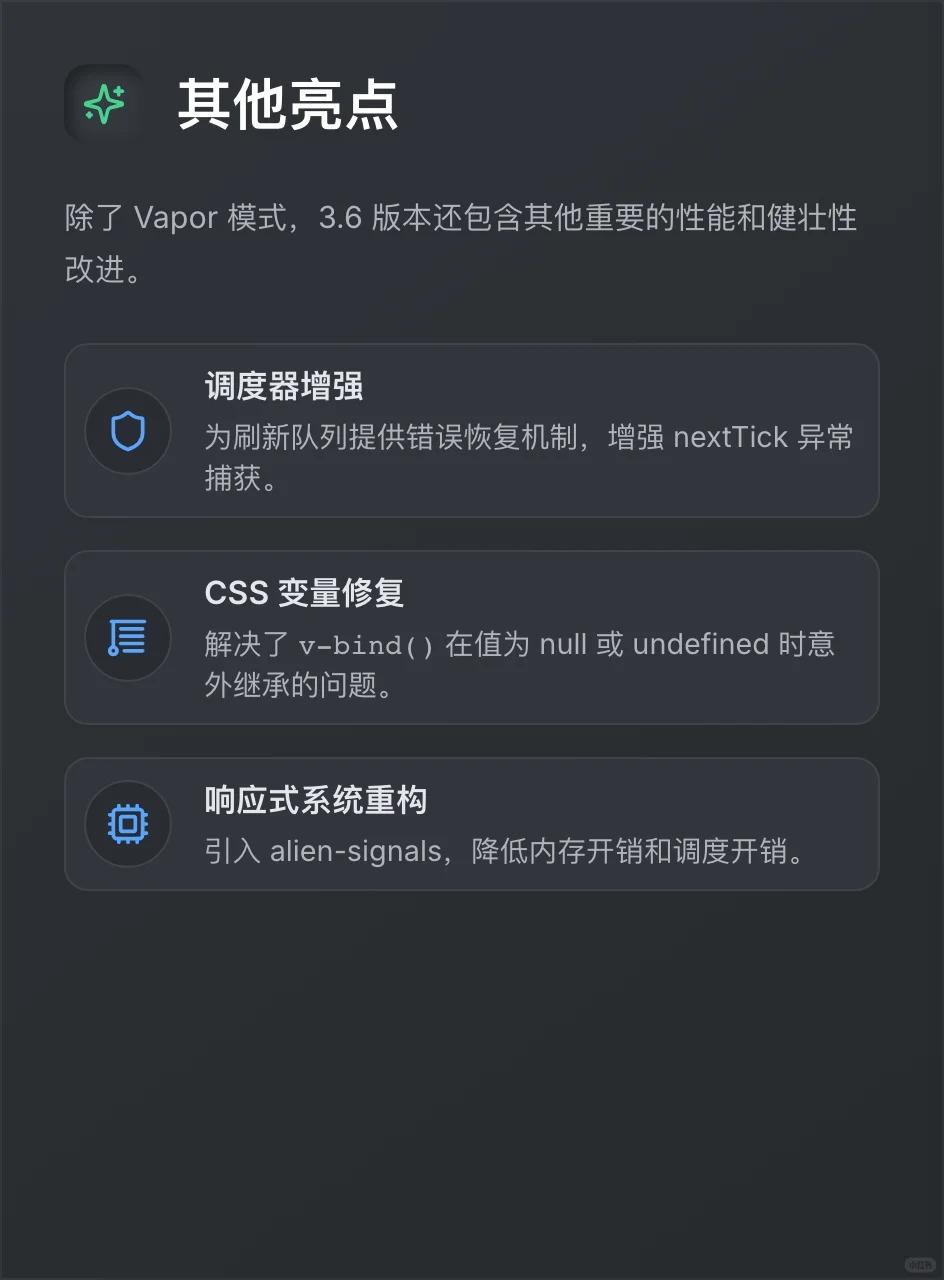 其他亮点
除了 Vapor 模式，3.6 版本还包含其他重要的性能和健壮性
改进。
调度器增强
为刷新队列提供错误恢复机制，增强 nextTick 异常
捕获。
CSS 变量修复
解决了 v-bind() 在值为 null 或 undefined 时意
外继承的问题。
响应式系统重构
引入 alien-signals，降低内存开销和调度开销。
小红书